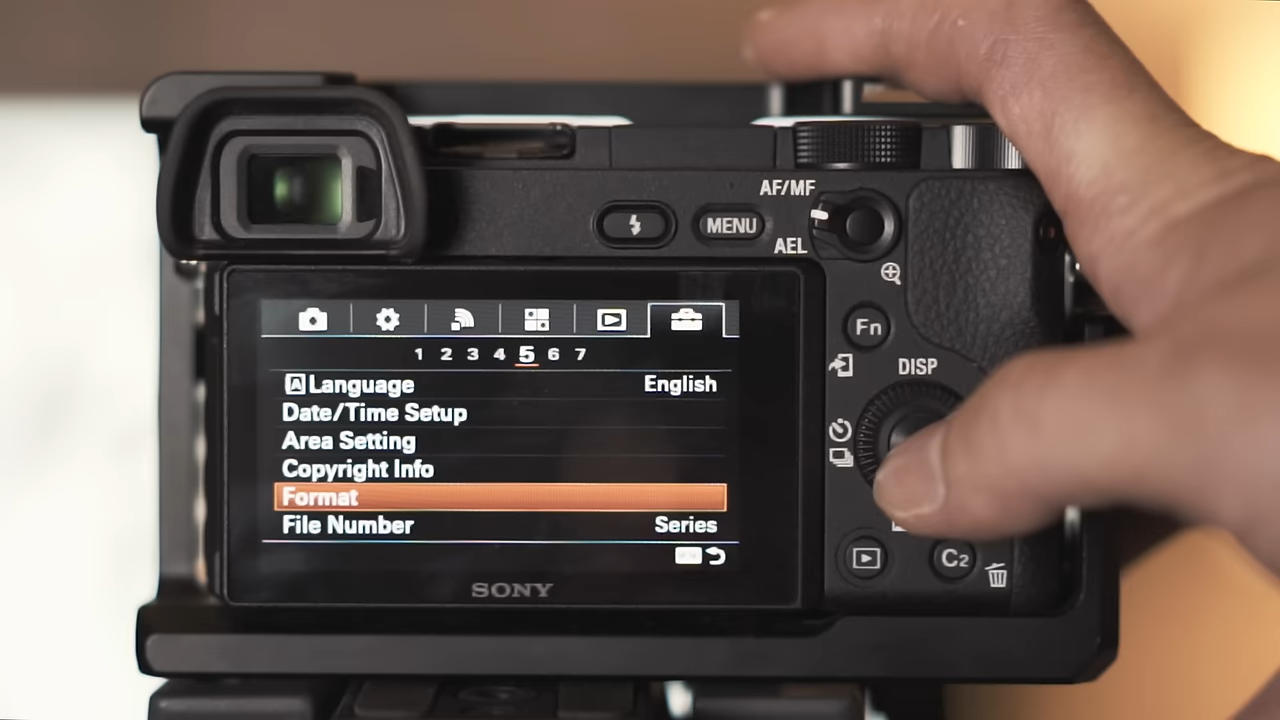 AF/MF
MENU
AEL
Fn
DISP
1 2 3 4 5 6 7
A Language English
Date/Time Setup
Area Setting
Copyright Info
Format
File Number Series
C2
SONY